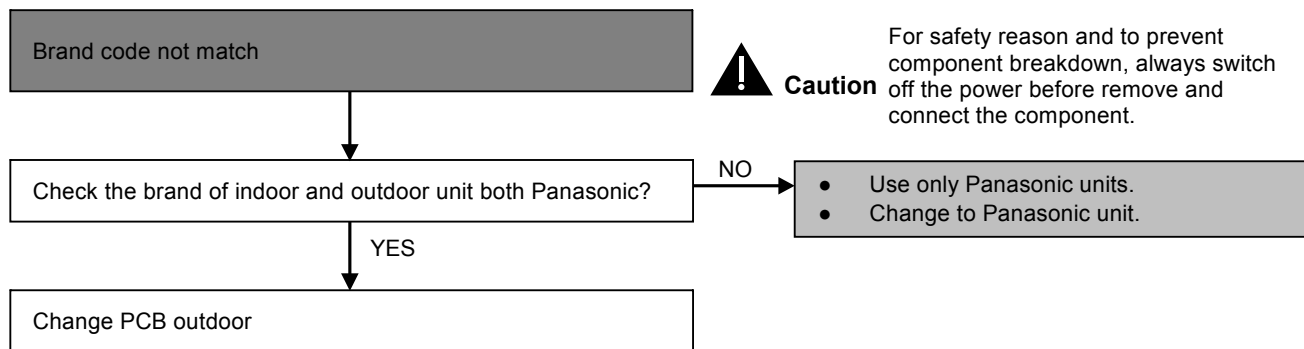 Brand code not match
Caution
For safety reason and to prevent
component breakdown, always switch
off the power before remove and
connect the component.
Check the brand of indoor and outdoor unit both Panasonic?
NO
● Use only Panasonic units.
● Change to Panasonic unit.
YES
Change PCB outdoor